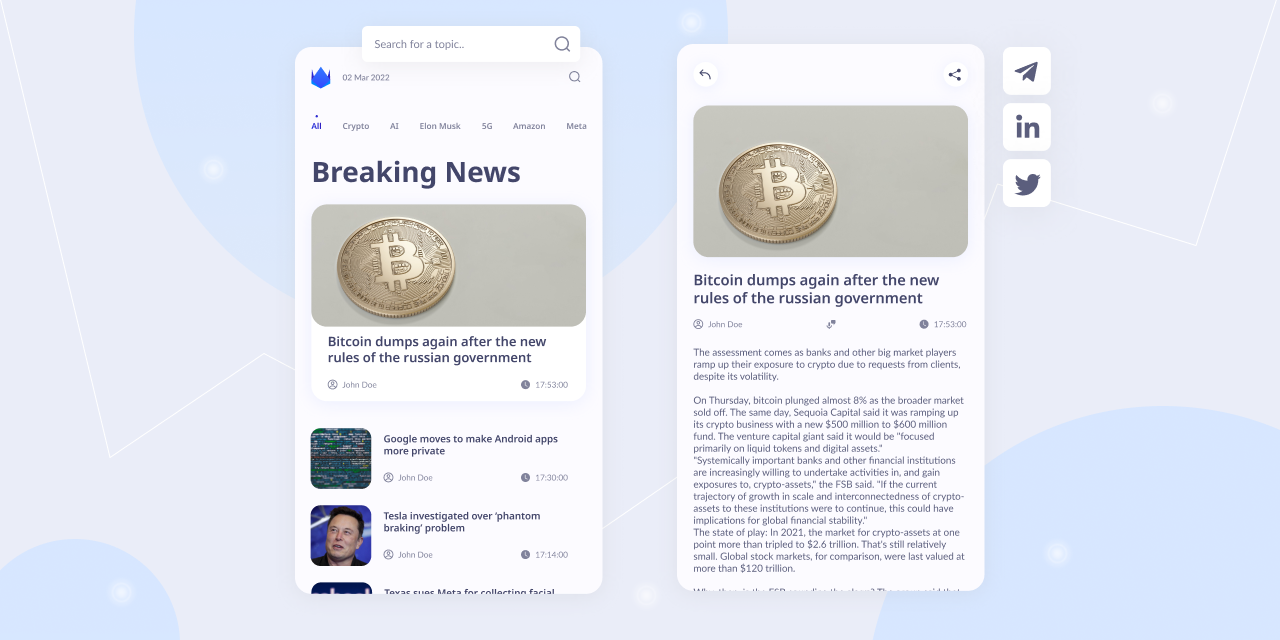 Search for a topic..
02 Mar 2022
All Crypto AI Elon Musk 5G Amazon Meta
Breaking News
Bitcoin dumps again after the new
rules of the russian government
John Doe 17:53:00
Google moves to make Android apps
more private
John Doe 17:30:00
Tesla investigated over ‘phantom
braking’ problem
John Doe 17:14:00
Texas sues Meta for collecting facial
Bitcoin dumps again after the new
rules of the russian government
John Doe 17:53:00
The assessment comes as banks and other big market players
ramp up their exposure to crypto due to requests from clients,
despite its volatility.
On Thursday, bitcoin plunged almost 8% as the broader market
sold off. The same day, Sequoia Capital said it was ramping up
its crypto business with a new $500 million to $600 million
fund. The venture capital giant said it would be "focused
primarily on liquid tokens and digital assets."
"Systemically important banks and other financial institutions
are increasingly willing to undertake activities in, and gain
exposures to, crypto-assets," the FSB said. "If the current
trajectory of growth in scale and interconnectedness of crypto-
assets to these institutions were to continue, this could have
implications for global financial stability."
The state of play: In 2021, the market for crypto-assets at one
point more than tripled to $2.6 trillion. That's still relatively
small. Global stock markets, for comparison, were last valued at
more than $120 trillion.
in